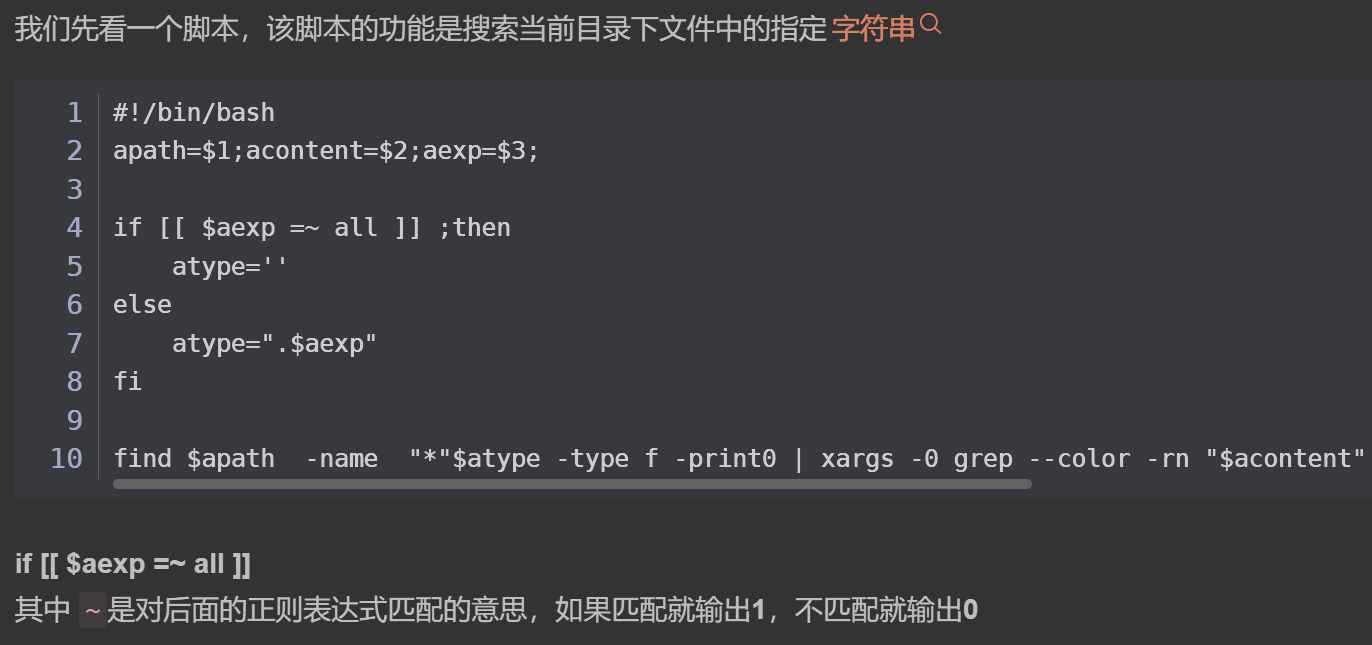 我们先看一个脚本，该脚本的功能是搜索当前目录下文件中的指定字符串
1 #!/bin/bash
2 apath=$1;acontent=$2;aexp=$3;
3
4 if [[ $aexp =~ all ]] ;then
5     atype=''
6 else
7     atype=".$aexp"
8 fi
9
10 find $apath  -name  "*"$atype -type f -print0 | xargs -0 grep --color -rn "$acontent"
if [[ $aexp =~ all ]]
其中 ~是对后面的正则表达式匹配的意思，如果匹配就输出1，不匹配就输出0